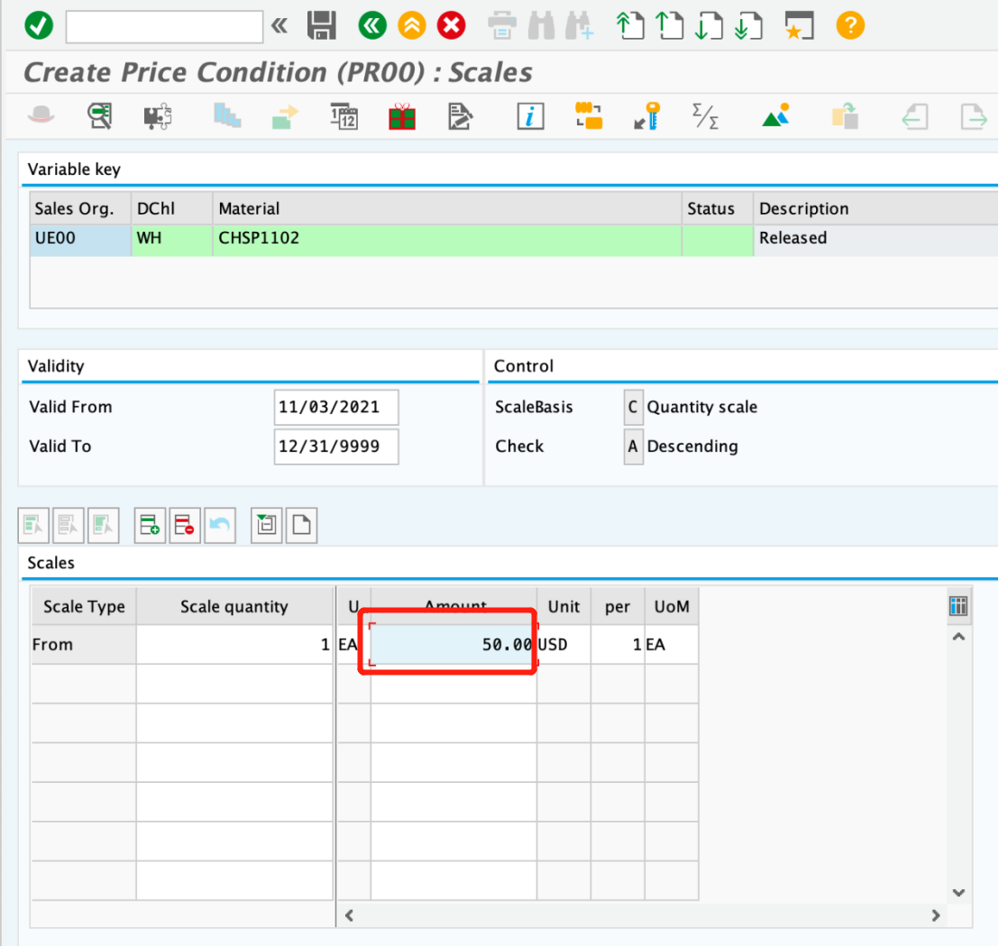 Create Price Condition (PR00) : Scales
12
i
Σ/Σ
?
Variable key
Sales Org. DChl Material Status Description
UE00 WH CHSP1102 Released
Validity Control
Valid From 11/03/2021 ScaleBasis C Quantity scale
Valid To 12/31/9999 Check A Descending
Scales
Scale Type Scale quantity U.. Amount Unit per UoM
From 1 EA 50.00 USD 1 EA